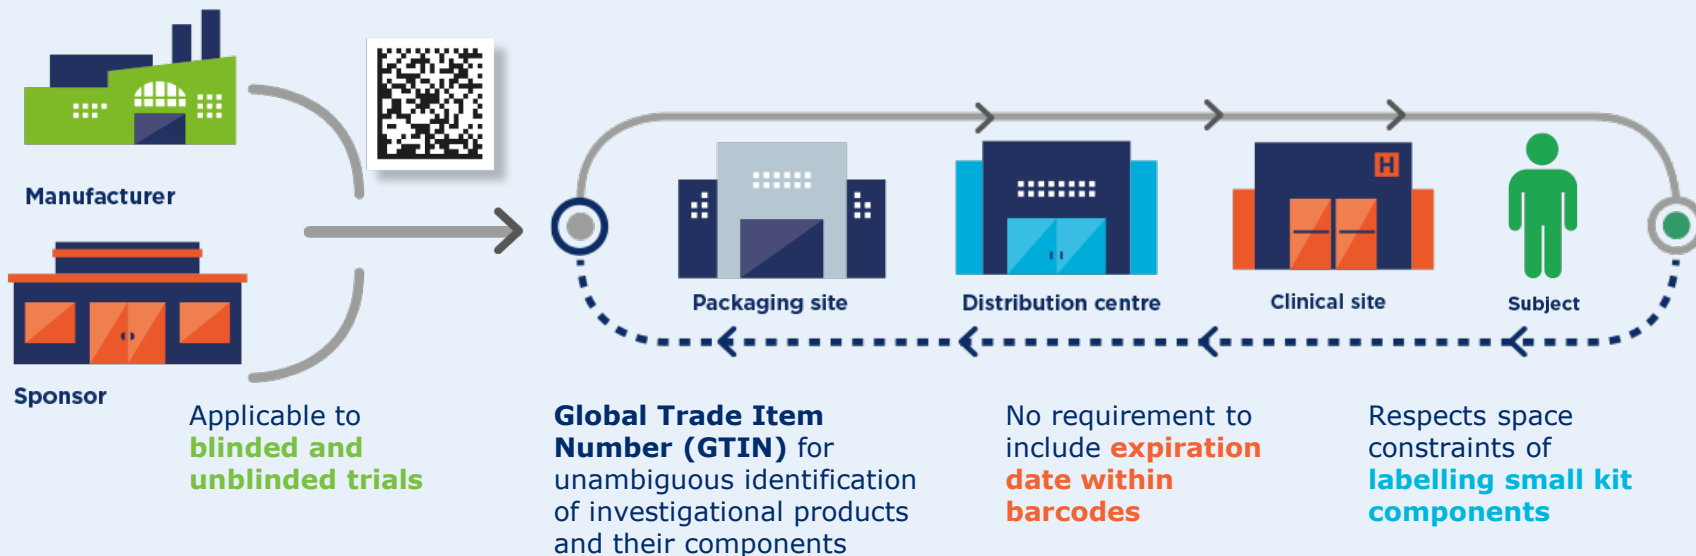 Manufacturer
Sponsor
H
Packaging site
Distribution centre
Clinical site
Subject
Applicable to
blinded and
unblinded trials
Global Trade Item
Number (GTIN) for
unambiguous identification
of investigational products
and their components
No requirement to
include expiration
date within
barcodes
Respects space
constraints of
labelling small kit
components